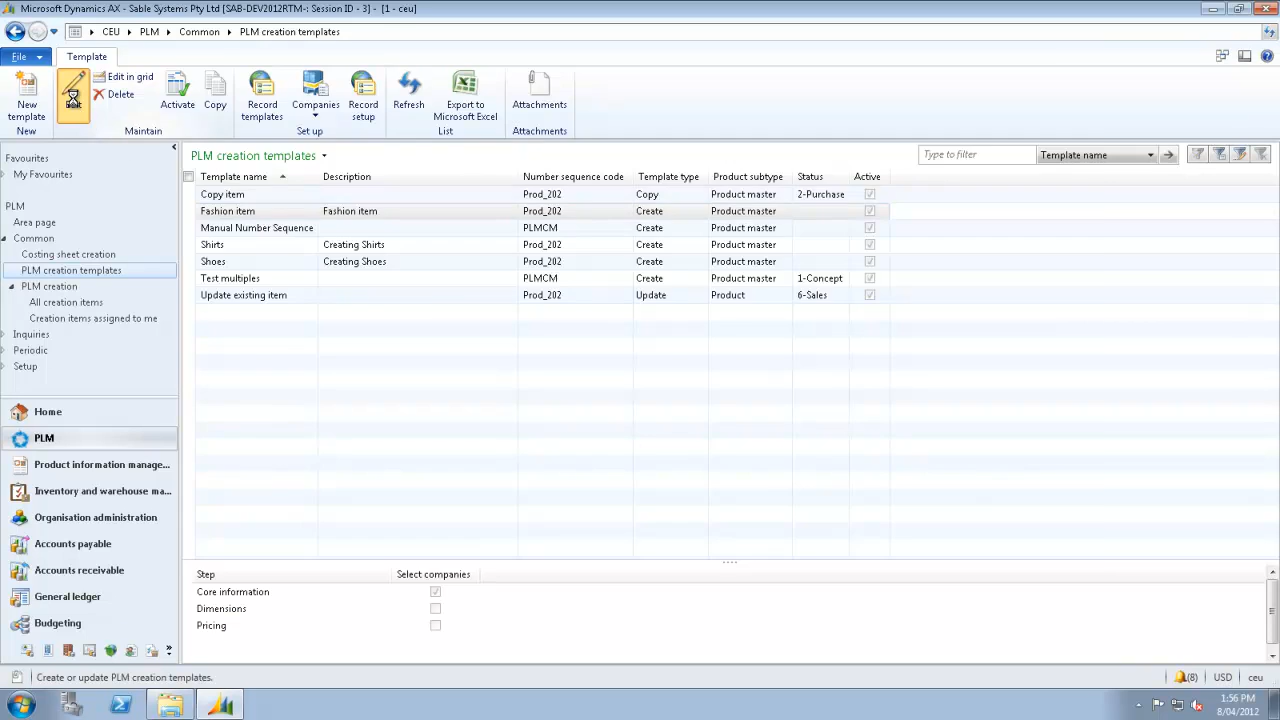 Microsoft Dynamics AX - Sable Systems Pty Ltd [SAB-DEV2012RTM-: Session ID - 3] - [1 - ceu]
CEU PLM Common PLM creation templates
File Template
New template
Edit in grid
Delete
Activate
Copy
Record templates
Companies
Record setup
Refresh
Export to Microsoft Excel
Attachments
New Maintain Set up List Attachments
Favourites
My Favourites
PLM
Area page
Common
Costing sheet creation
PLM creation templates
PLM creation
All creation items
Creation items assigned to me
Inquiries
Periodic
Setup
Home
PLM
Product information manage...
Inventory and warehouse ma...
Organisation administration
Accounts payable
Accounts receivable
General ledger
Budgeting
PLM creation templates
Type to filter Template name
Template name Description Number sequence code Template type Product subtype Status Active
Copy item Prod_202 Copy Product master 2-Purchase
Fashion item Fashion item Prod_202 Create Product master
Manual Number Sequence PLMCM Create Product master
Shirts Creating Shirts Prod_202 Create Product master
Shoes Creating Shoes Prod_202 Create Product master
Test multiples PLMCM Create Product master 1-Concept
Update existing item Prod_202 Update Product 6-Sales
Step Select companies
Core information
Dimensions
Pricing
Create or update PLM creation templates.
(8) USD ceu
1:56 PM
8/04/2012